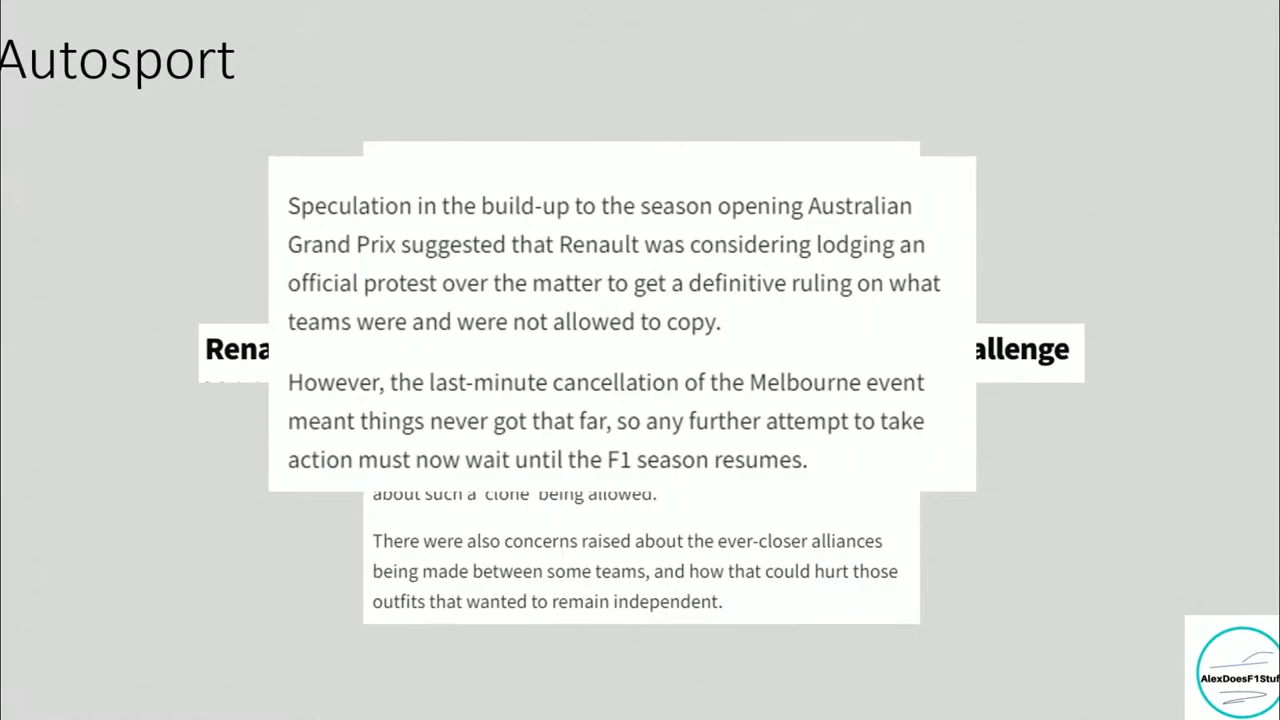 Autosport
Speculation in the build-up to the season opening Australian
Grand Prix suggested that Renault was considering lodging an
official protest over the matter to get a definitive ruling on what
teams were and were not allowed to copy.
Rena
allenge
However, the last-minute cancellation of the Melbourne event
meant things never got that far, so any further attempt to take
action must now wait until the F1 season resumes.
about such a 'clone' being allowed.
There were also concerns raised about the ever-closer alliances
being made between some teams, and how that could hurt those
outfits that wanted to remain independent.
AlexDoesF1Stuf